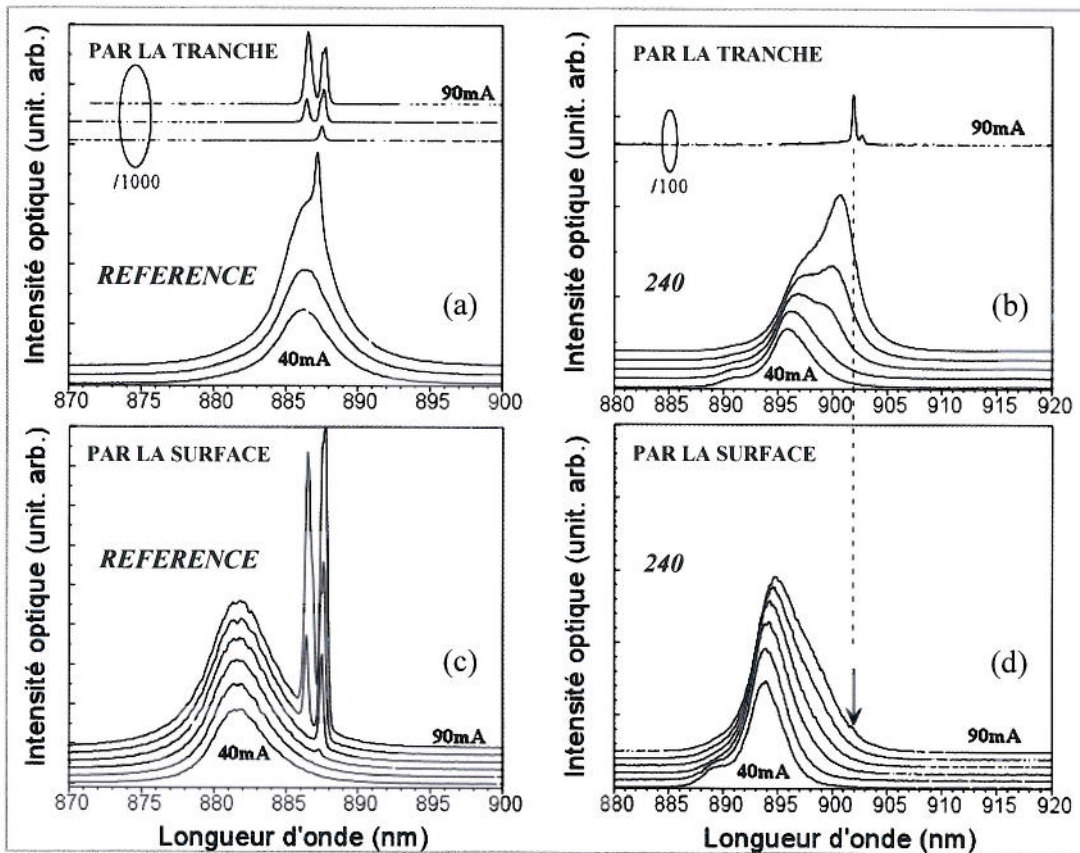 PAR LA TRANCHE
90mA
/1000
REFERENCE
(a)
40mA
Intensité optique (unit. arb.)
870 875 880 885 890 895 900
PAR LA TRANCHE
90mA
/100
240
(b)
40mA
Intensité optique (unit. arb.)
880 885 890 895 900 905 910 915 920
PAR LA SURFACE
REFERENCE
(c)
90mA
40mA
Intensité optique (unit. arb.)
870 875 880 885 890 895 900
Longueur d'onde (nm)
PAR LA SURFACE
240
(d)
90mA
40mA
Intensité optique (unit. arb.)
880 885 890 895 900 905 910 915 920
Longueur d'onde (nm)